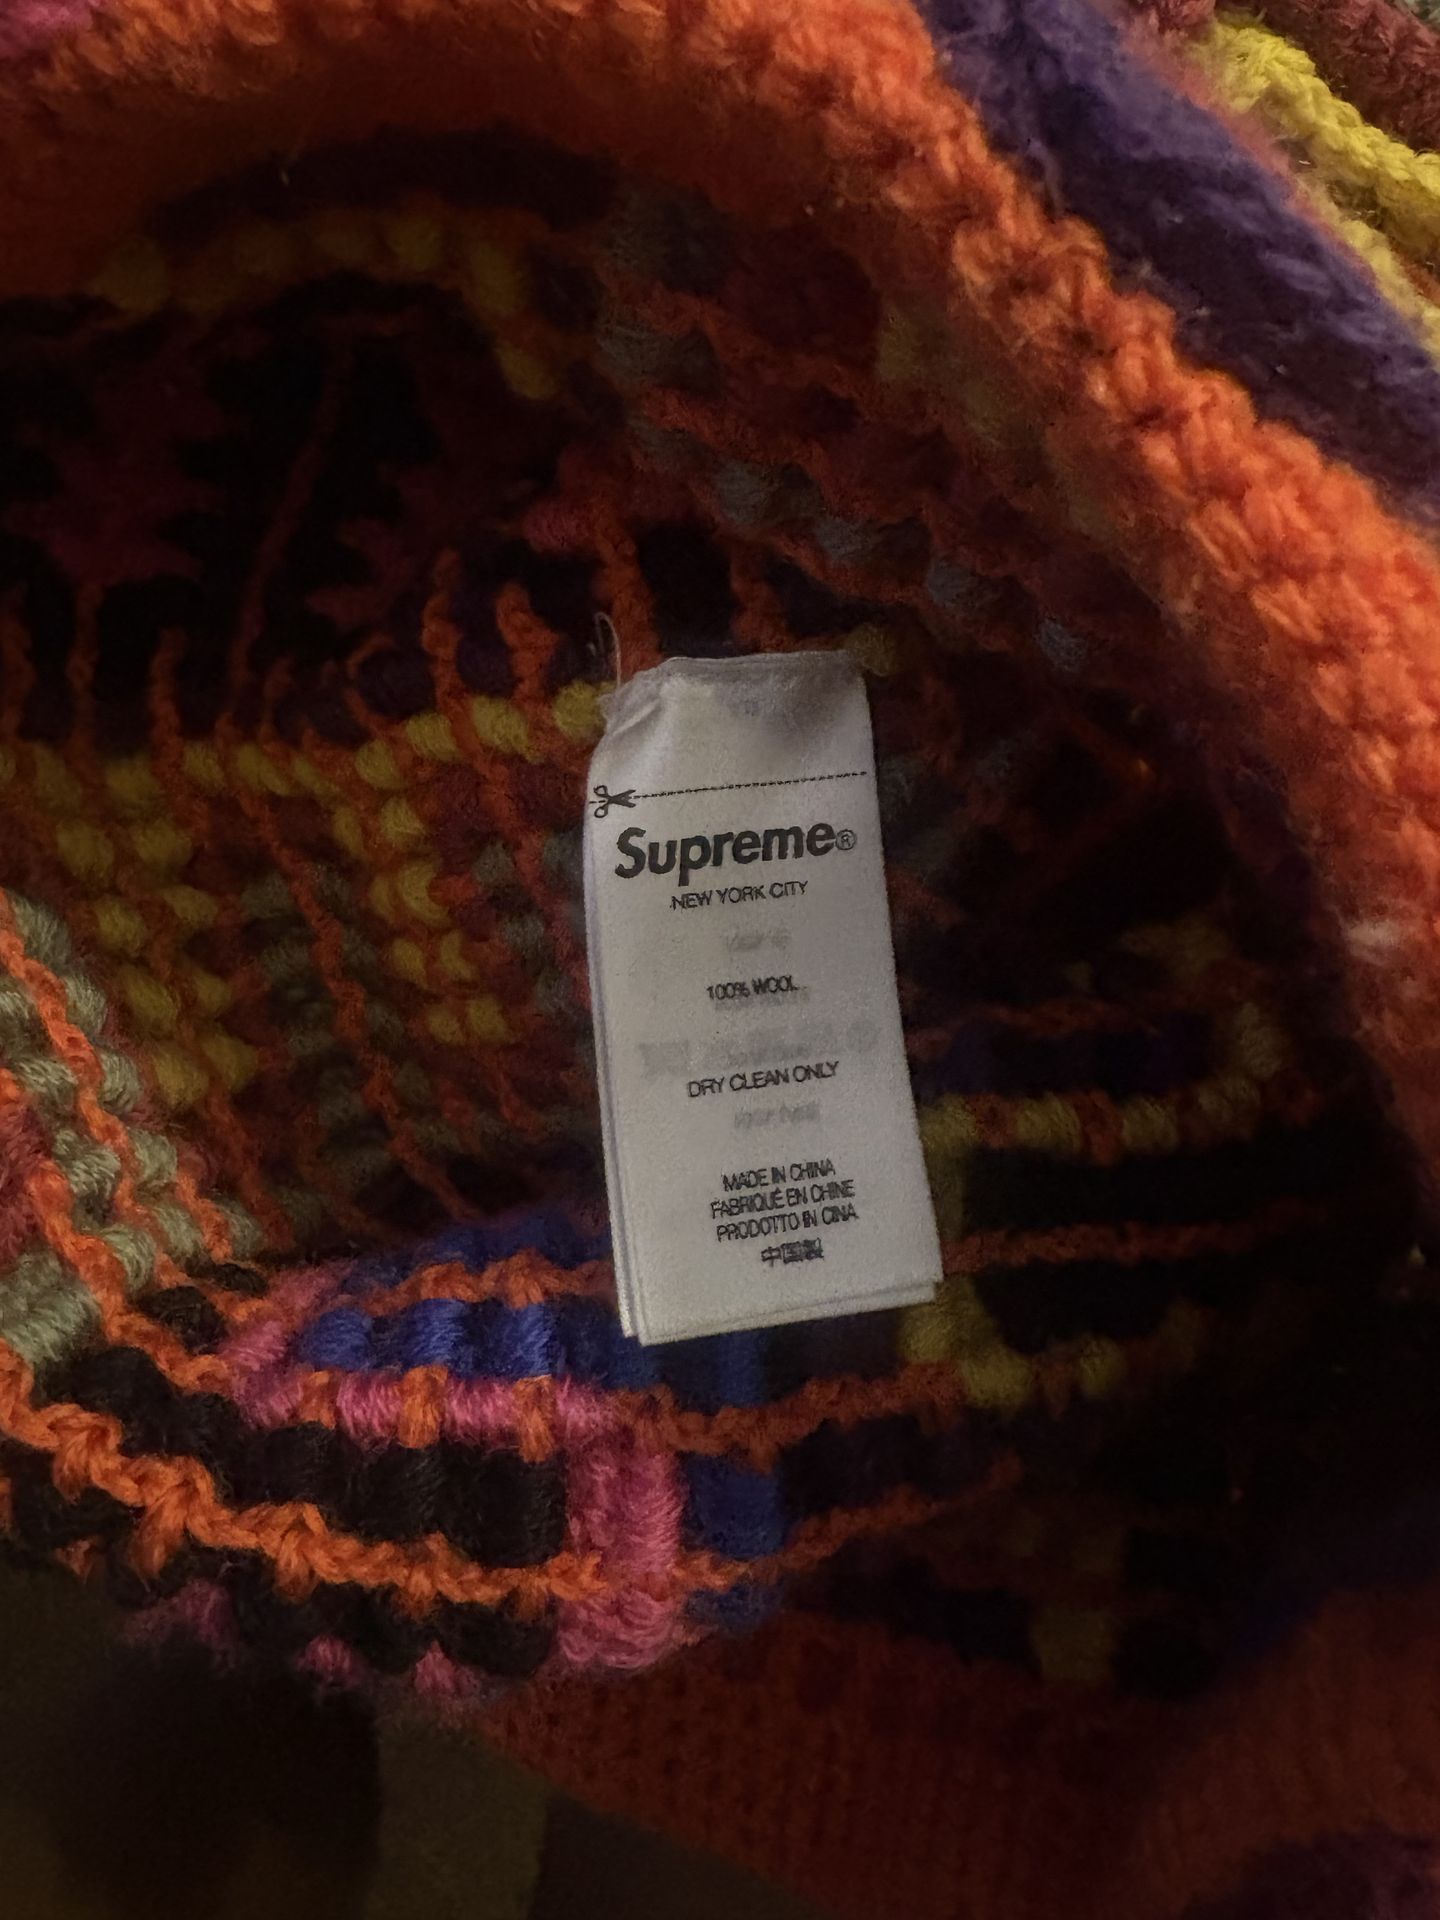 Supreme®
NEW YORK CITY
100% WOOL
DRY CLEAN ONLY
MADE IN CHINA
FABRIQUÉ EN CHINE
PRODOTTO IN CINA
中国製